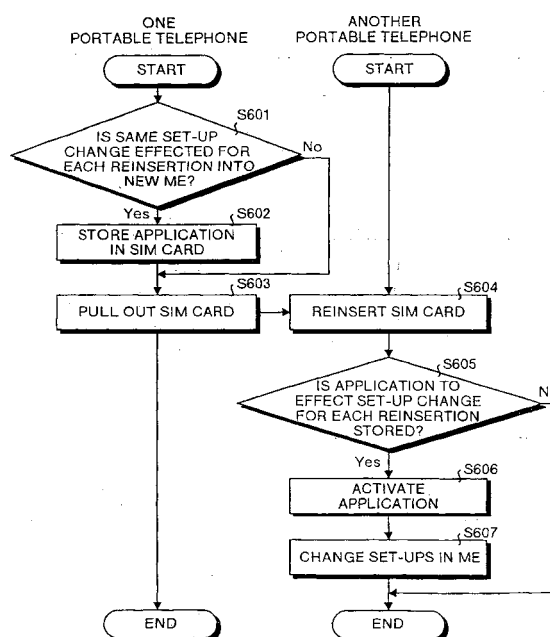 ONE
PORTABLE TELEPHONE
START
S601
IS SAME SET-UP
CHANGE EFFECTED FOR
EACH REINSERTION INTO
NEW ME?
No
Yes
S602
STORE APPLICATION
IN SIM CARD
S603
PULL OUT SIM CARD
END
ANOTHER
PORTABLE TELEPHONE
START
S604
REINSERT SIM CARD
S605
IS APPLICATION TO
EFFECT SET-UP CHANGE
FOR EACH REINSERTION
STORED?
N
Yes
S606
ACTIVATE
APPLICATION
S607
CHANGE SET-UPS IN ME
END